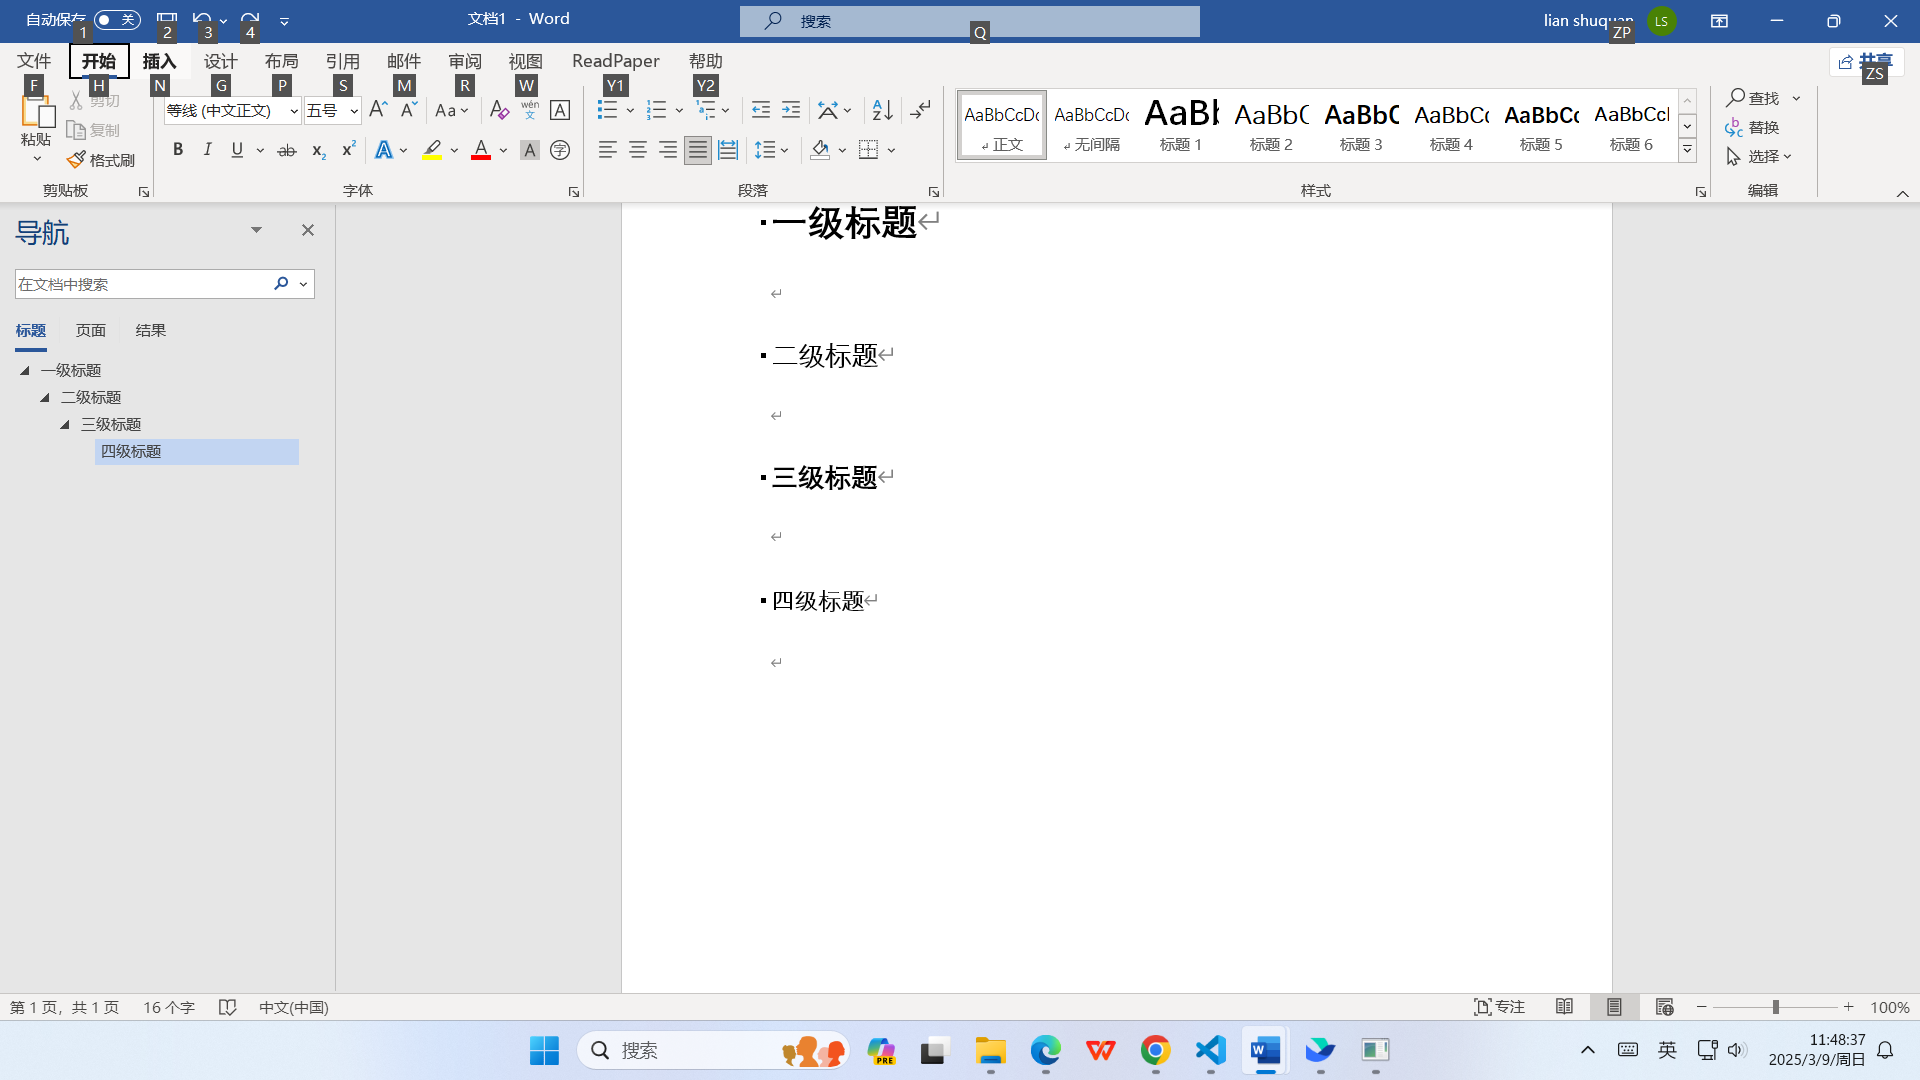 自动保存 关
文档1 - Word
搜索
lian shuquan
LS
1
2
3
4
Q
ZP
文件 开始 插入 设计 布局 引用 邮件 审阅 视图 ReadPaper 帮助
共享
F H N G P S M R W Y1 Y2
ZS
粘贴
剪切
复制
格式刷
剪贴板
等线 (中文正文) 五号
Aa
wén
文
A
B I U ab x₂ x² A A A 字
字体
段落
AaBbCcDc AaBbCcDc AaBl AaBbC AaBbC AaBbCc AaBbCc AaBbCcl
正文 无间隔 标题 1 标题 2 标题 3 标题 4 标题 5 标题 6
样式
查找
替换
选择
编辑
导航
在文档中搜索
标题 页面 结果
一级标题
二级标题
三级标题
四级标题
一级标题
二级标题
三级标题
四级标题
第 1 页，共 1 页 16 个字 中文(中国)
专注
100%
搜索
PRE
英
11:48:37
2025/3/9/周日